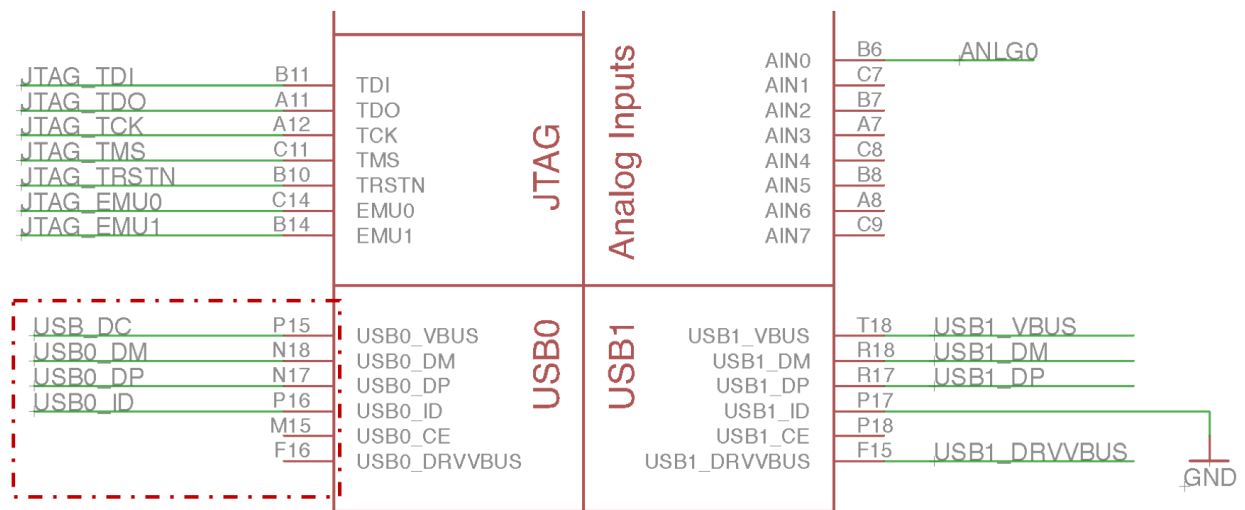 JTAG_TDI B11 TDI
JTAG_TDO A11 TDO
JTAG_TCK A12 TCK
JTAG_TMS C11 TMS
JTAG_TRSTN B10 TRSTN
JTAG_EMU0 C14 EMU0
JTAG_EMU1 B14 EMU1
JTAG
Analog Inputs
AIN0 B6 ANLG0
AIN1 C7
AIN2 B7
AIN3 A7
AIN4 C8
AIN5 B8
AIN6 A8
AIN7 C9
USB_DC P15 USB0_VBUS
USB0_DM N18 USB0_DM
USB0_DP N17 USB0_DP
USB0_ID P16 USB0_ID
M15 USB0_CE
F16 USB0_DRVVBUS
USB0
USB1
USB1_VBUS T18 USB1_VBUS
USB1_DM R18 USB1_DM
USB1_DP R17 USB1_DP
USB1_ID P17
USB1_CE P18
USB1_DRVVBUS F15 USB1_DRVVBUS
GND